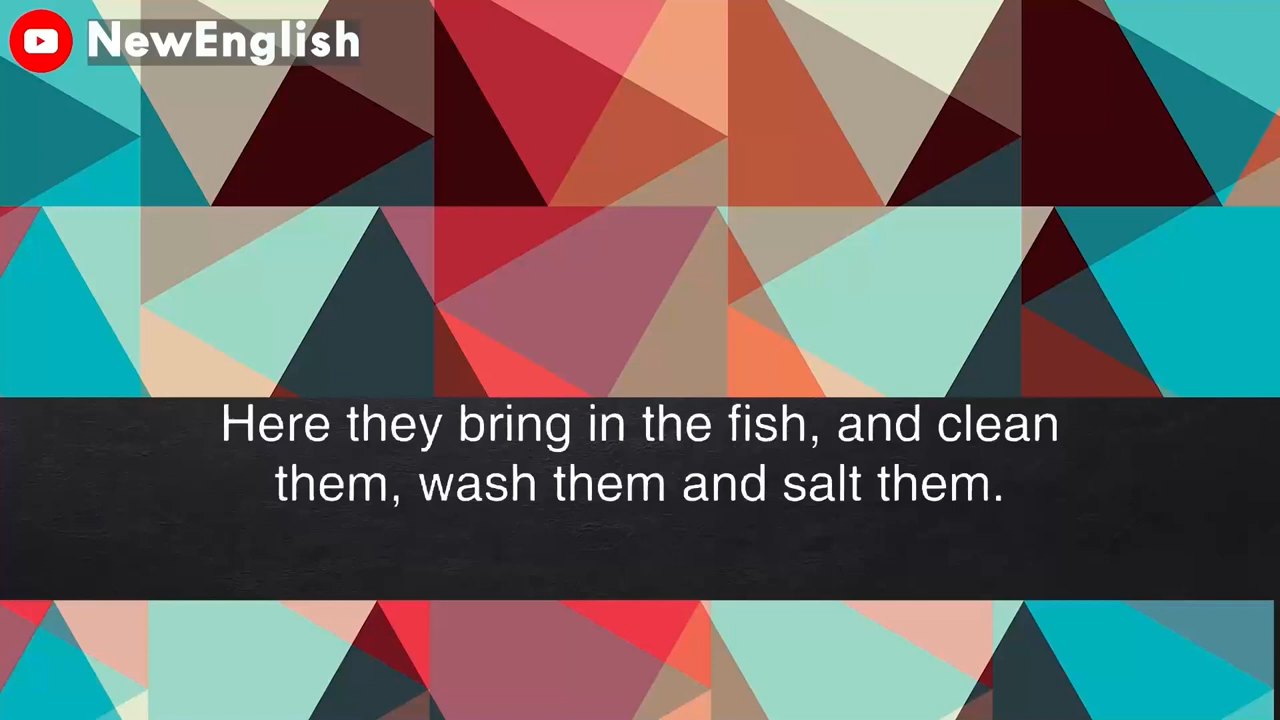 NewEnglish
Here they bring in the fish, and clean
them, wash them and salt them.